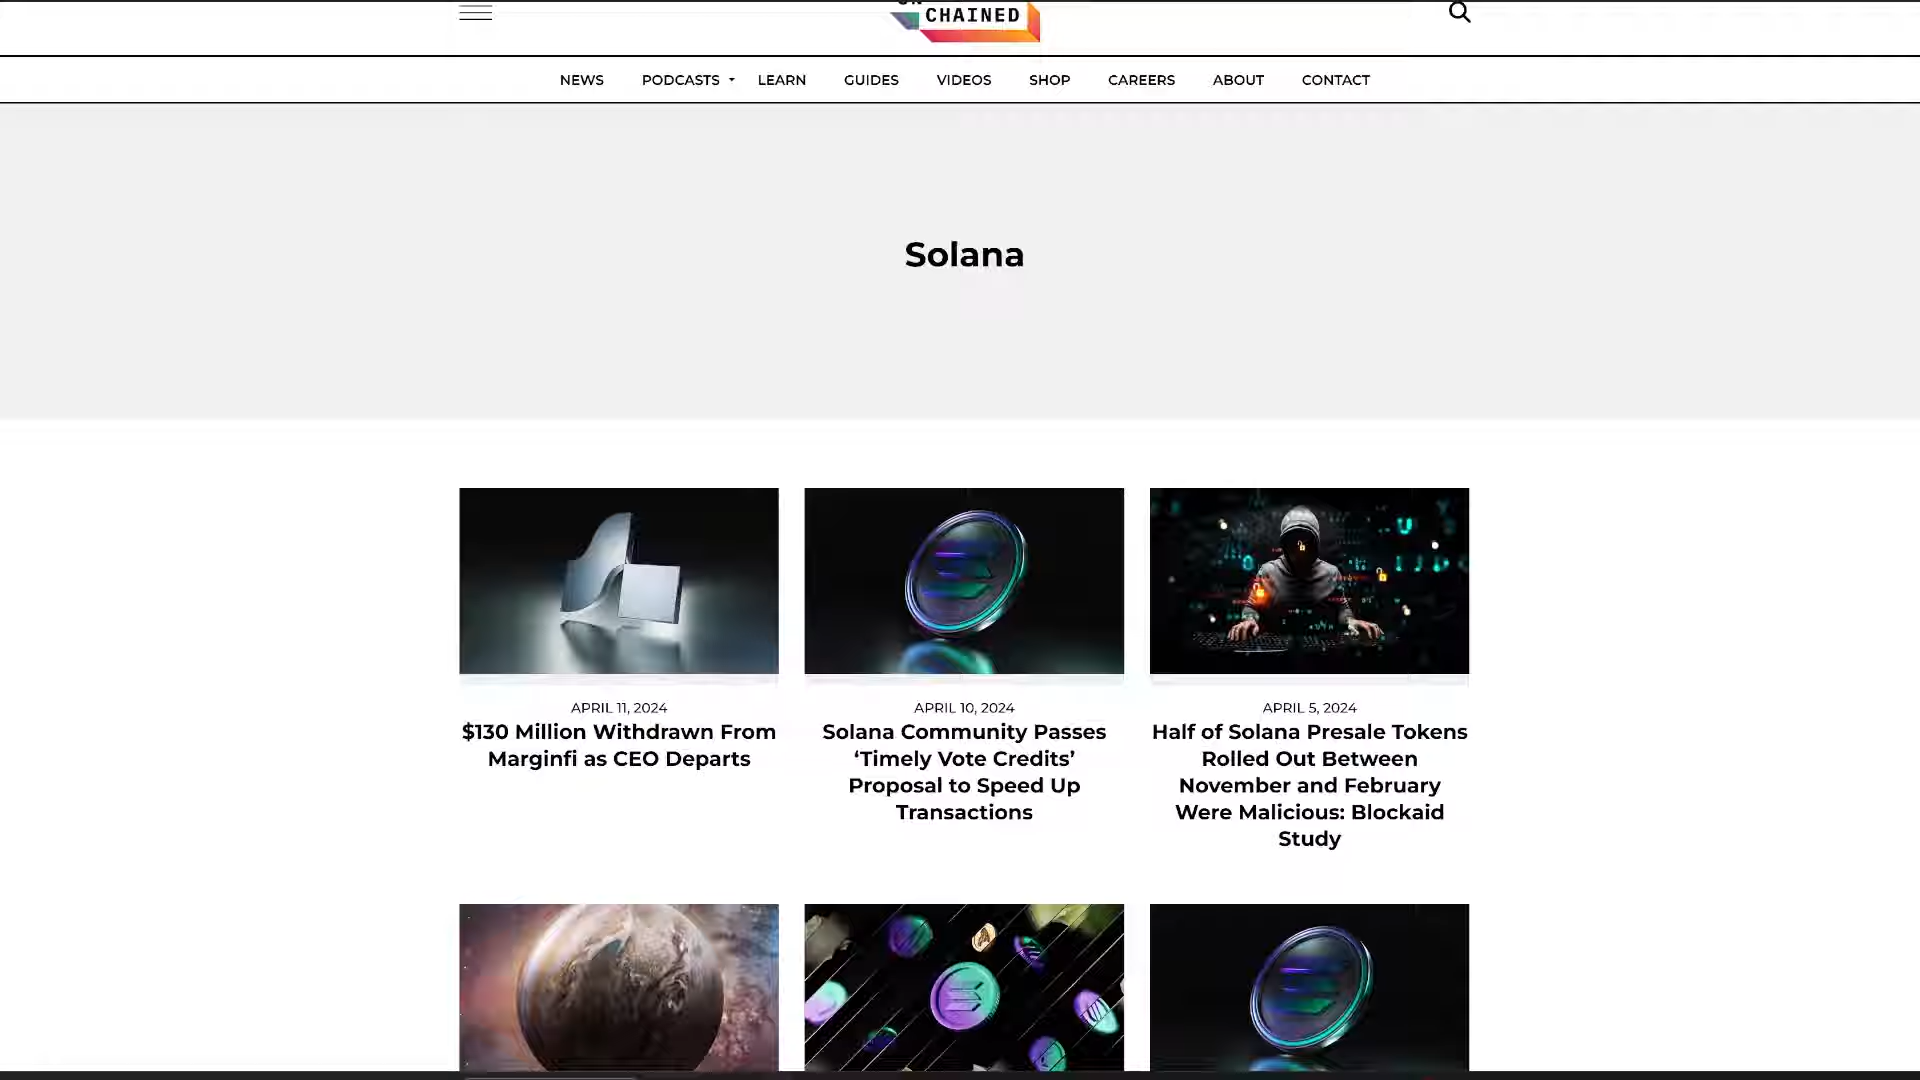 CHAINED
NEWS
PODCASTS
LEARN
GUIDES
VIDEOS
SHOP
CAREERS
ABOUT
CONTACT
Solana
APRIL 11, 2024
$130 Million Withdrawn From
Marginfi as CEO Departs
APRIL 10, 2024
Solana Community Passes
‘Timely Vote Credits’
Proposal to Speed Up
Transactions
APRIL 5, 2024
Half of Solana Presale Tokens
Rolled Out Between
November and February
Were Malicious: Blockaid
Study